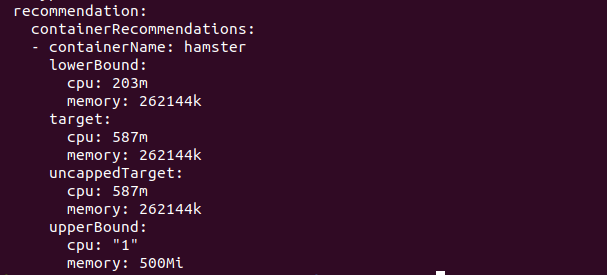 recommendation:
containerRecommendations:
- containerName: hamster
lowerBound:
cpu: 203m
memory: 262144k
target:
cpu: 587m
memory: 262144k
uncappedTarget:
cpu: 587m
memory: 262144k
upperBound:
cpu: "1"
memory: 500Mi